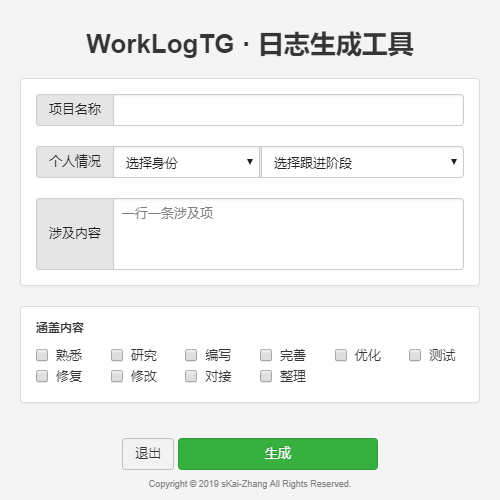 WorkLogTG · 日志生成工具
项目名称
个人情况 选择身份 选择跟进阶段
涉及内容 一行一条涉及项
涵盖内容
熟悉 研究 编写 完善 优化 测试
修复 修改 对接 整理
退出 生成
Copyright © 2019 sKai-Zhang All Rights Reserved.